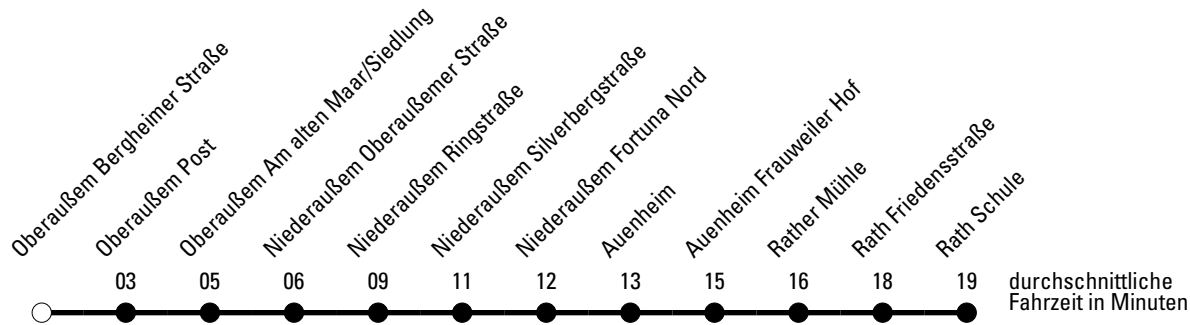 Oberaußem Bergheimer Straße
Oberaußem Post
Oberaußem Am alten Maar/Siedlung
Niederaußem Oberaußemer Straße
Niederaußem Ringstraße
Niederaußem Silverbergstraße
Niederaußem Fortuna Nord
Auenheim
Auenheim Frauweiler Hof
Rather Mühle
Rath Friedensstraße
Rath Schule
03 05 06 09 11 12 13 15 16 18 19
durchschnittliche
Fahrzeit in Minuten